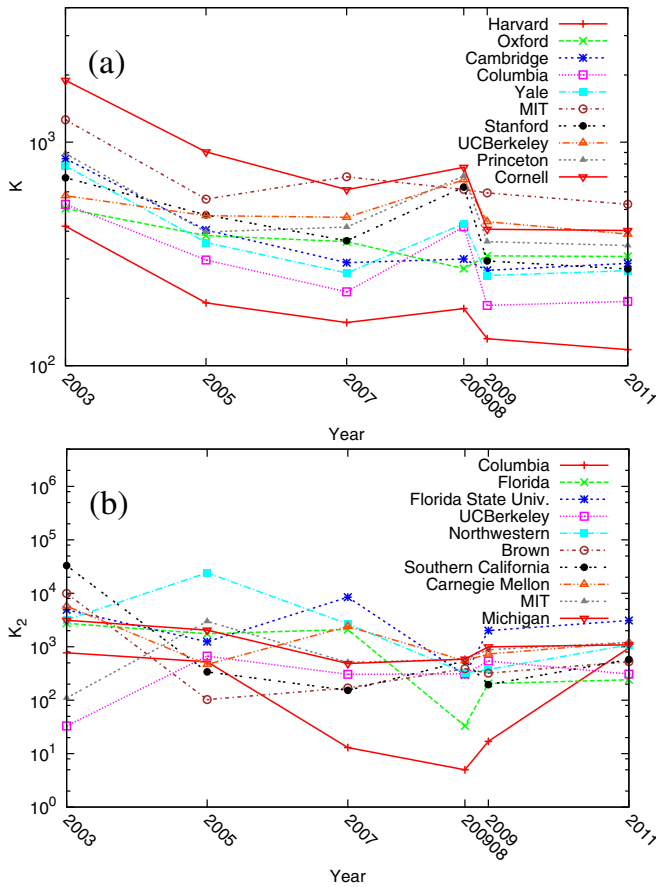 (a)
Harvard
Oxford
Cambridge
Columbia
Yale
MIT
Stanford
UCBerkeley
Princeton
Cornell
10^3
10^2
K
2003
2005
2007
200908
2009
2011
Year
(b)
Columbia
Florida
Florida State Univ.
UCBerkeley
Northwestern
Brown
Southern California
Carnegie Mellon
MIT
Michigan
10^6
10^5
10^4
10^3
10^2
10^1
10^0
K_2
2003
2005
2007
200908
2009
2011
Year